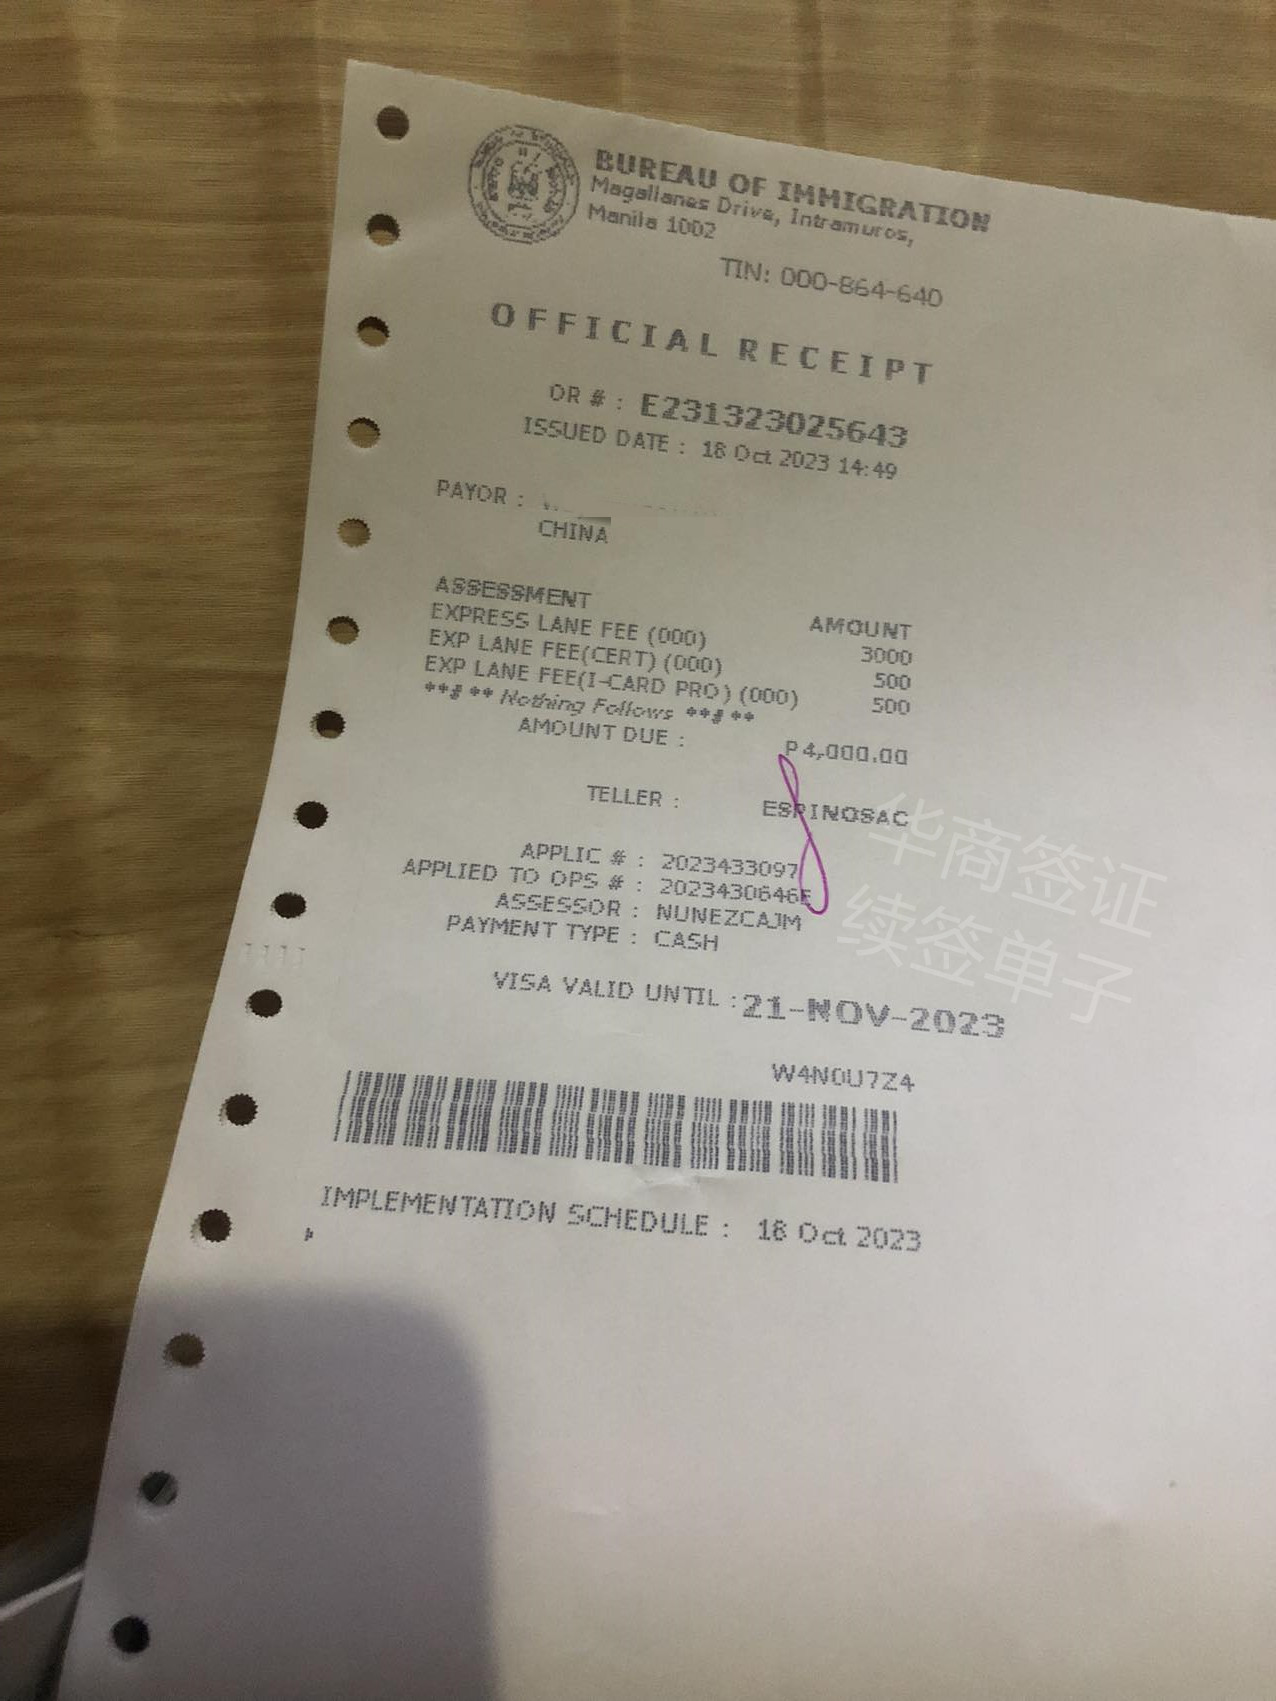 BUREAU OF IMMIGRATION
Magallanes Drive, Intramuros,
Manila 1002
TIN: 000-864-640
OFFICIAL RECEIPT
OR # : E231323025643
ISSUED DATE : 18 Oct 2023 14:49
PAYOR :
CHINA
ASSESSMENT AMOUNT
EXPRESS LANE FEE (000) 3000
EXP LANE FEE(CERT) (000) 500
EXP LANE FEE(I-CARD PRO) (000) 500
**#** Nothing Follows **#**
AMOUNT DUE : P4,000.00
TELLER : ESPINOSAC
APPLIC # : 2023433097
APPLIED TO OPS # : 2023430646E
ASSESSOR : NUNEZCAJM
PAYMENT TYPE : CASH
华商签证
续签单子
VISA VALID UNTIL : 21-NOV-2023
W4N0U7Z4
IMPLEMENTATION SCHEDULE : 18 Oct 2023